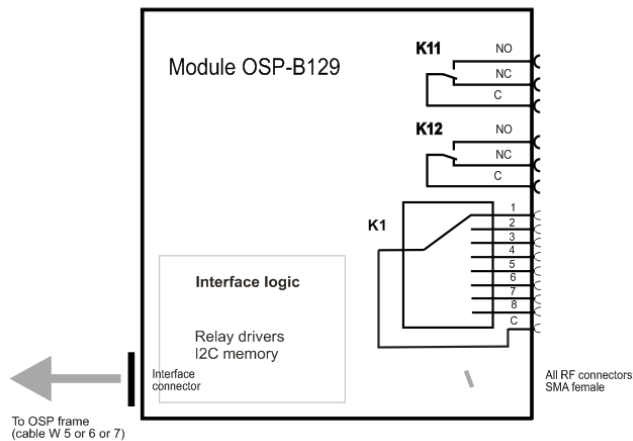 Module OSP-B129
K11
NO
NC
C
K12
NO
NC
C
K1
1
2
3
4
5
6
7
8
C
Interface logic
Relay drivers
I2C memory
Interface
connector
All RF connectors
SMA female
To OSP frame
(cable W 5 or 6 or 7)